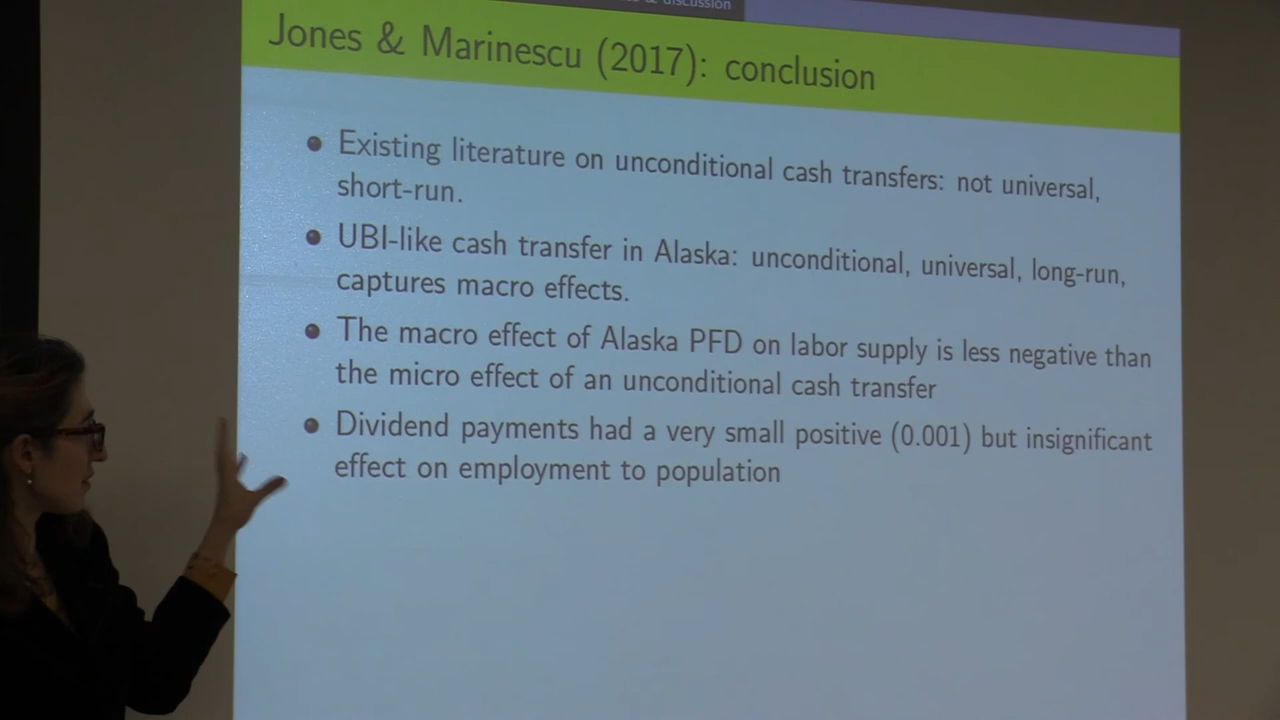 & discussion
Jones & Marinescu (2017): conclusion
Existing literature on unconditional cash transfers: not universal,
short-run.
UBI-like cash transfer in Alaska: unconditional, universal, long-run,
captures macro effects.
The macro effect of Alaska PFD on labor supply is less negative than
the micro effect of an unconditional cash transfer
Dividend payments had a very small positive (0.001) but insignificant
effect on employment to population